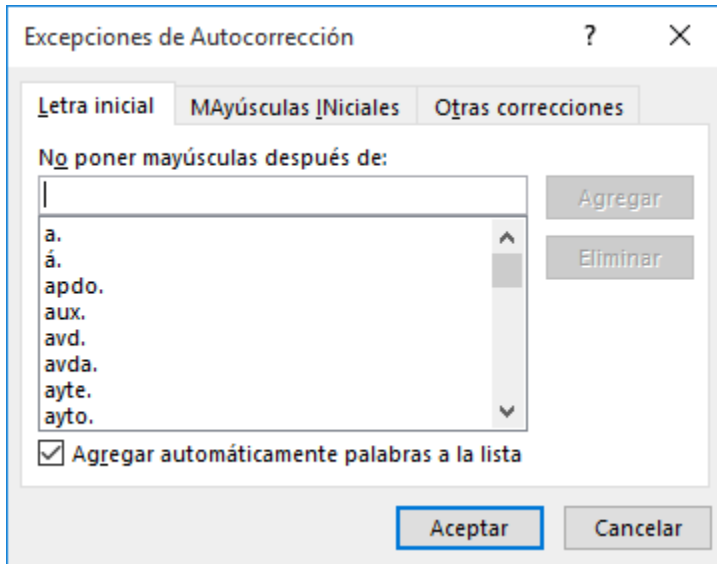 Excepciones de Autocorrección ? X
Letra inicial MAyúsculas INiciales Otras correcciones
No poner mayúsculas después de:
Agregar
a.
á.
Eliminar
apdo.
aux.
avd.
avda.
ayte.
ayto.
Agregar automáticamente palabras a la lista
Aceptar Cancelar